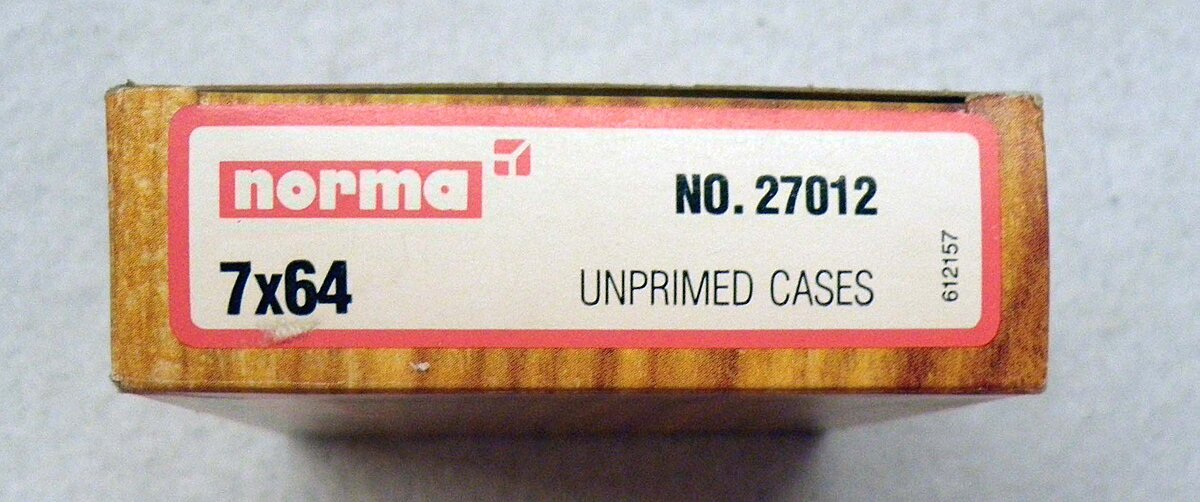 norma
NO. 27012
7x64
UNPRIMED CASES
612157